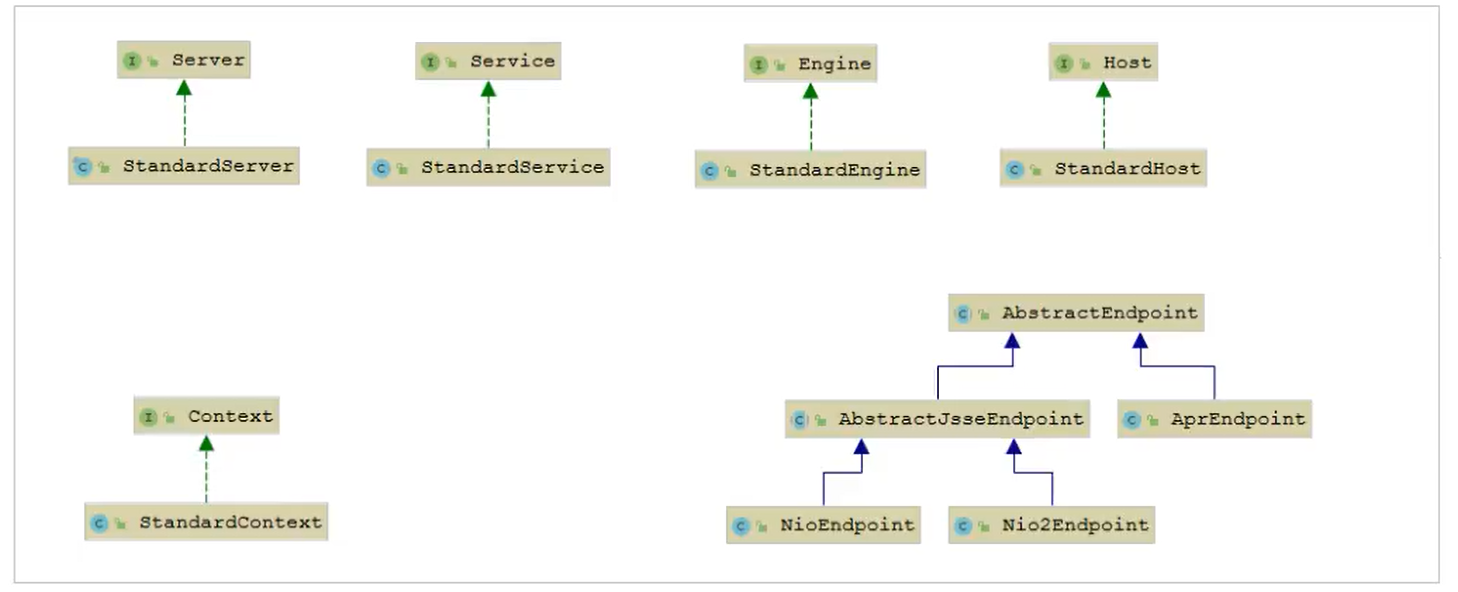 Server
Service
Engine
Host
StandardServer
StandardService
StandardEngine
StandardHost
AbstractEndpoint
Context
AbstractJsseEndpoint
AprEndpoint
StandardContext
NioEndpoint
Nio2Endpoint